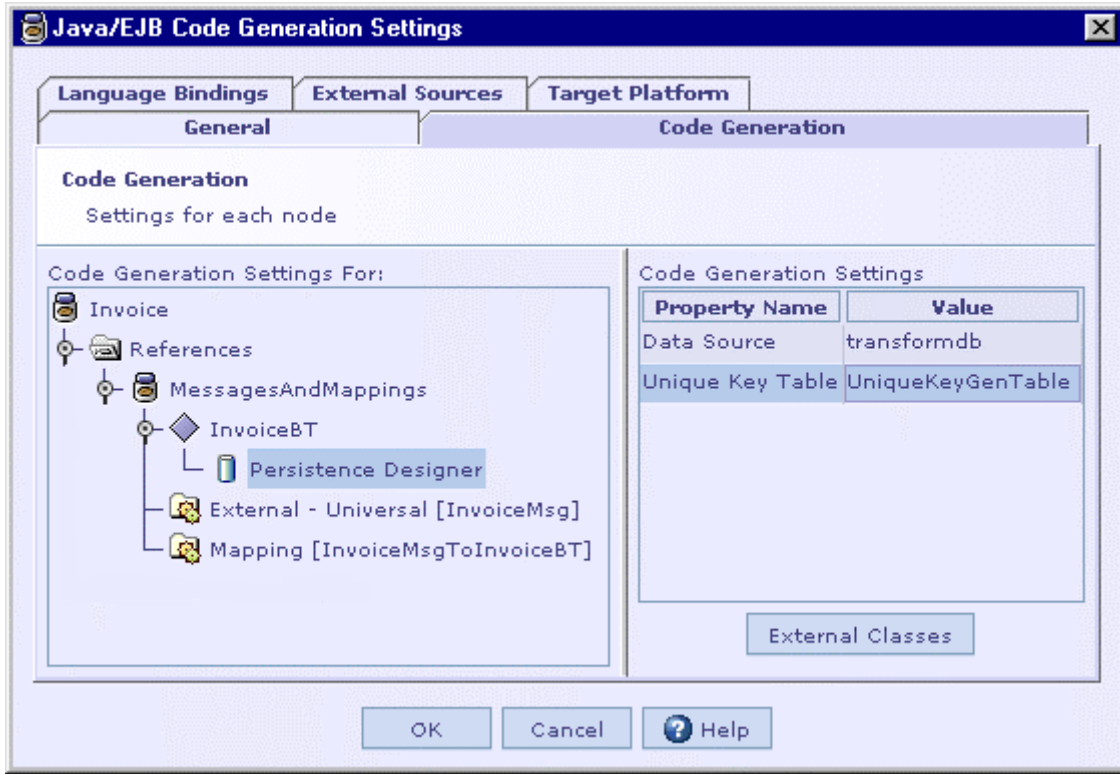 Java/EJB Code Generation Settings
Language Bindings External Sources Target Platform
General Code Generation
Code Generation
Settings for each node
Code Generation Settings For:
Invoice
References
MessagesAndMappings
InvoiceBT
Persistence Designer
External - Universal [InvoiceMsg]
Mapping [InvoiceMsgToInvoiceBT]
Code Generation Settings
Property Name Value
Data Source transformdb
Unique Key Table UniqueKeyGenTable
External Classes
OK Cancel ? Help